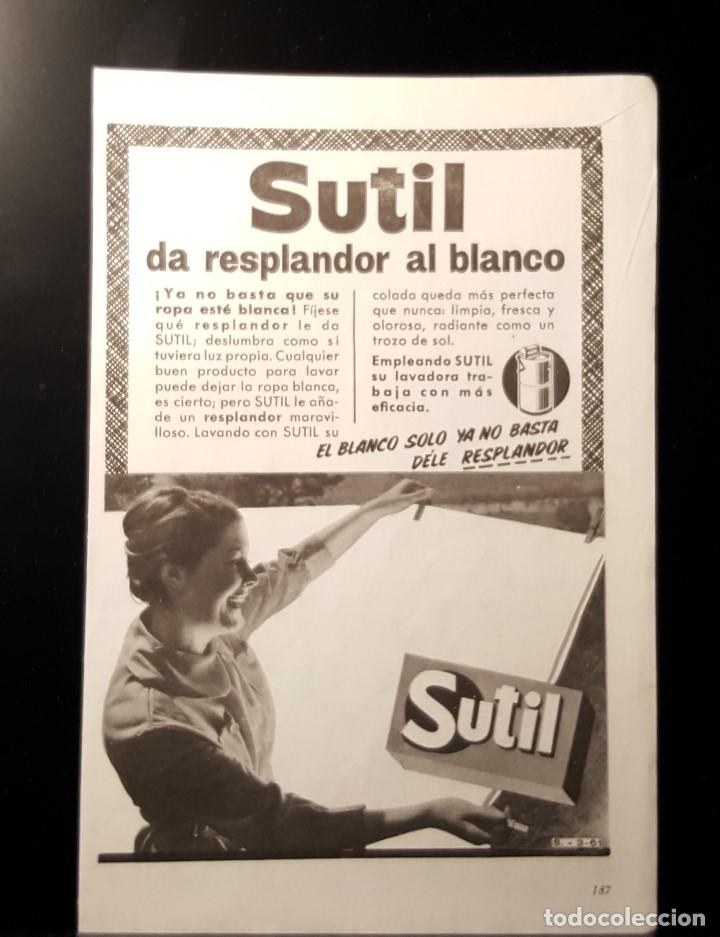 Sutil
da resplandor al blanco
¡Ya no basta que su
ropa esté blanca! Fíjese
qué resplandor le da
SUTIL; deslumbra como si
tuviera luz propia. Cualquier
buen producto para lavar
puede dejar la ropa blanca,
es cierto; pero SUTIL le aña-
de un resplandor maravi-
lloso. Lavando con SUTIL su
colada queda más perfecta
que nunca: limpia, fresca y
olorosa, radiante como un
trozo de sol.
Empleando SUTIL
su lavadora tra-
baja con más
eficacia.
EL BLANCO SOLO YA NO BASTA
DÉLE RESPLANDOR
Sutil
S.-3-61
187
todocoleccion